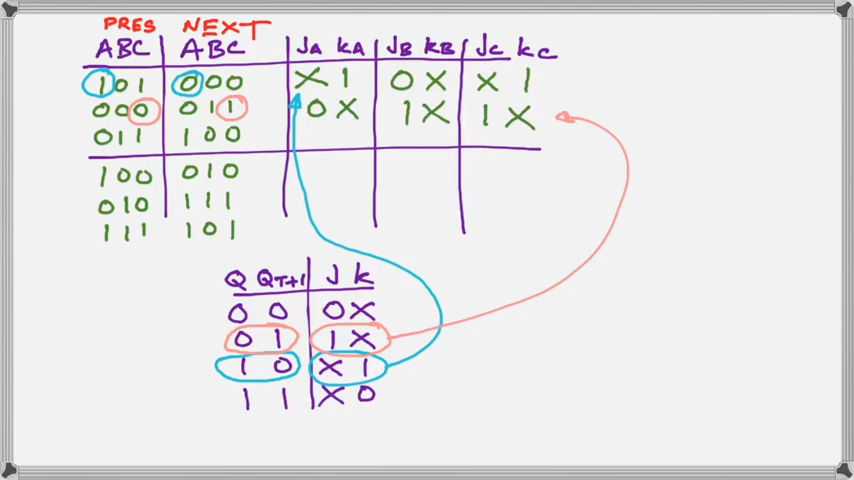 PRES NEXT
ABC ABC JA KA JB KB JC KC
101 000 X 1 0 X X 1
000 011 0 X 1 X 1 X
011 100
100 010
010 111
111 101
Q QT+1 J K
0 0 0 X
0 1 1 X
1 0 X 1
1 1 X 0